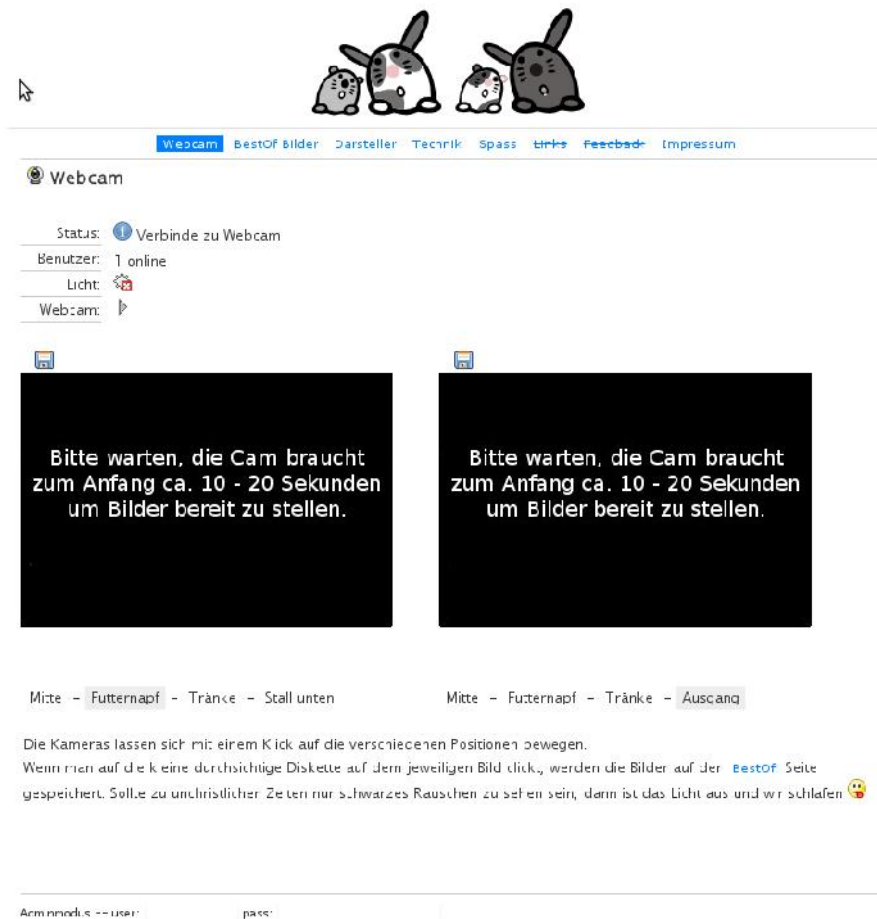 Webcam BestOf Bilder Darsteller Technik Spass Links Feedback Impressum
Webcam
Status: Verbinde zu Webcam
Benutzer: 1 online
Licht:
Webcam:
Bitte warten, die Cam braucht
zum Anfang ca. 10 - 20 Sekunden
um Bilder bereit zu stellen.
Bitte warten, die Cam braucht
zum Anfang ca. 10 - 20 Sekunden
um Bilder bereit zu stellen.
Mitte - Futternapf - Tränke - Stall unten
Mitte - Futternapf - Tränke - Ausgang
Die Kameras lassen sich mit einem Klick auf die verschiedenen Positionen bewegen.
Wenn man auf die kleine durchsichtige Diskette auf dem jeweiligen Bild clickt, werden die Bilder auf der BestOf Seite
gespeichert. Sollte zu unchristlicher Zeiten nur schwarzes Rauschen zu sehen sein, dann ist das Licht aus und wir schlafen
Adminmodus -- user: pass: